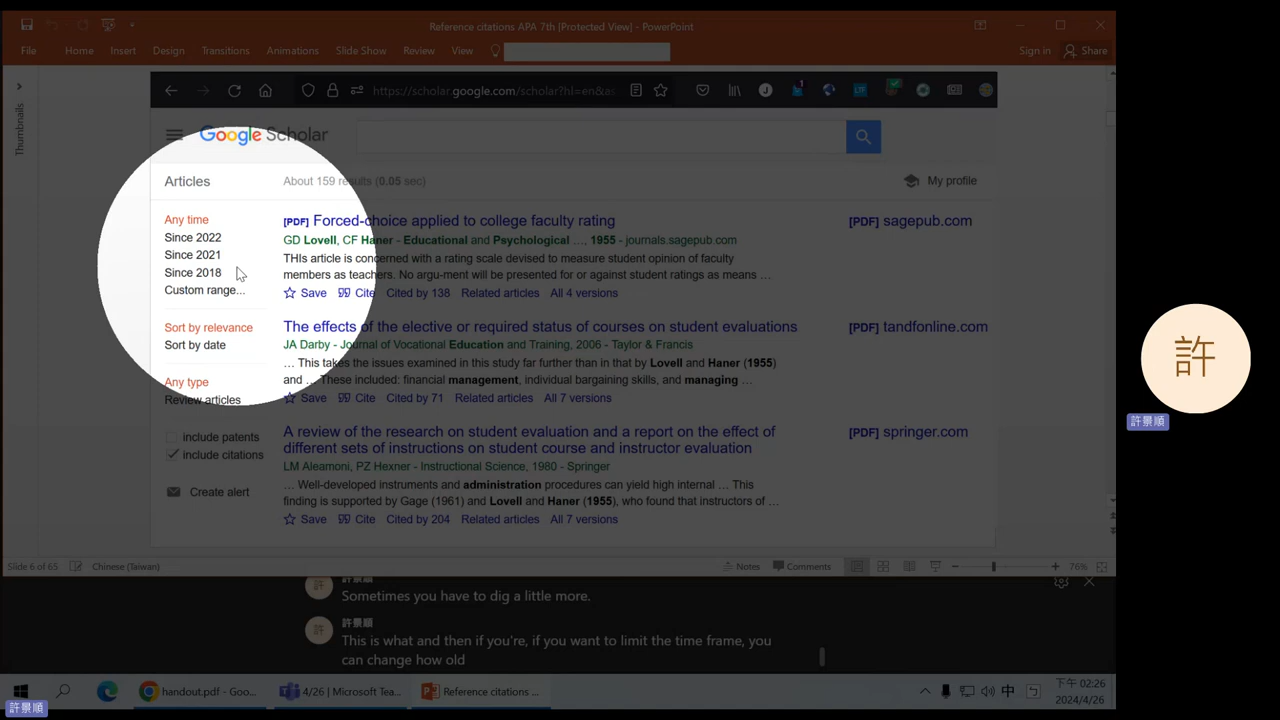 Reference citations APA 7th [Protected View] - PowerPoint
File Home Insert Design Transitions Animations Slide Show Review View Sign in Share
Thumbnails
https://scholar.google.com/scholar?hl=en&as
1
LTF
Google Scholar
Articles About 159 results (0.05 sec) My profile
Any time
Since 2022
Since 2021
Since 2018
Custom range...
Sort by relevance
Sort by date
Any type
Review articles
include patents
include citations
Create alert
[PDF] Forced-choice applied to college faculty rating [PDF] sagepub.com
GD Lovell, CF Haner - Educational and Psychological …, 1955 - journals.sagepub.com
THIs article is concerned with a rating scale devised to measure student opinion of faculty
members as teachers. No argu-ment will be presented for or against student ratings as means …
Save Cite Cited by 138 Related articles All 4 versions
The effects of the elective or required status of courses on student evaluations [PDF] tandfonline.com
JA Darby - Journal of Vocational Education and Training, 2006 - Taylor & Francis
… This takes the issues examined in this study far further than in that by Lovell and Haner (1955)
and … These included: financial management, individual bargaining skills, and managing …
Save Cite Cited by 71 Related articles All 7 versions
A review of the research on student evaluation and a report on the effect of [PDF] springer.com
different sets of instructions on student course and instructor evaluation
LM Aleamoni, PZ Hexner - Instructional Science, 1980 - Springer
… Well-developed instruments and administration procedures can yield high internal … This
finding is supported by Gage (1961) and Lovell and Haner (1955), who found that instructors of …
Save Cite Cited by 204 Related articles All 7 versions
Slide 6 of 65 Chinese (Taiwan) Notes Comments 76%
許 許景順
Sometimes you have to dig a little more.
許 許景順
This is what and then if you're, if you want to limit the time frame, you
can change how old
handout.pdf - Goo... 4/26 | Microsoft Tea... Reference citations ... 中 下午 02:26
2024/4/26
許景順
許
許景順